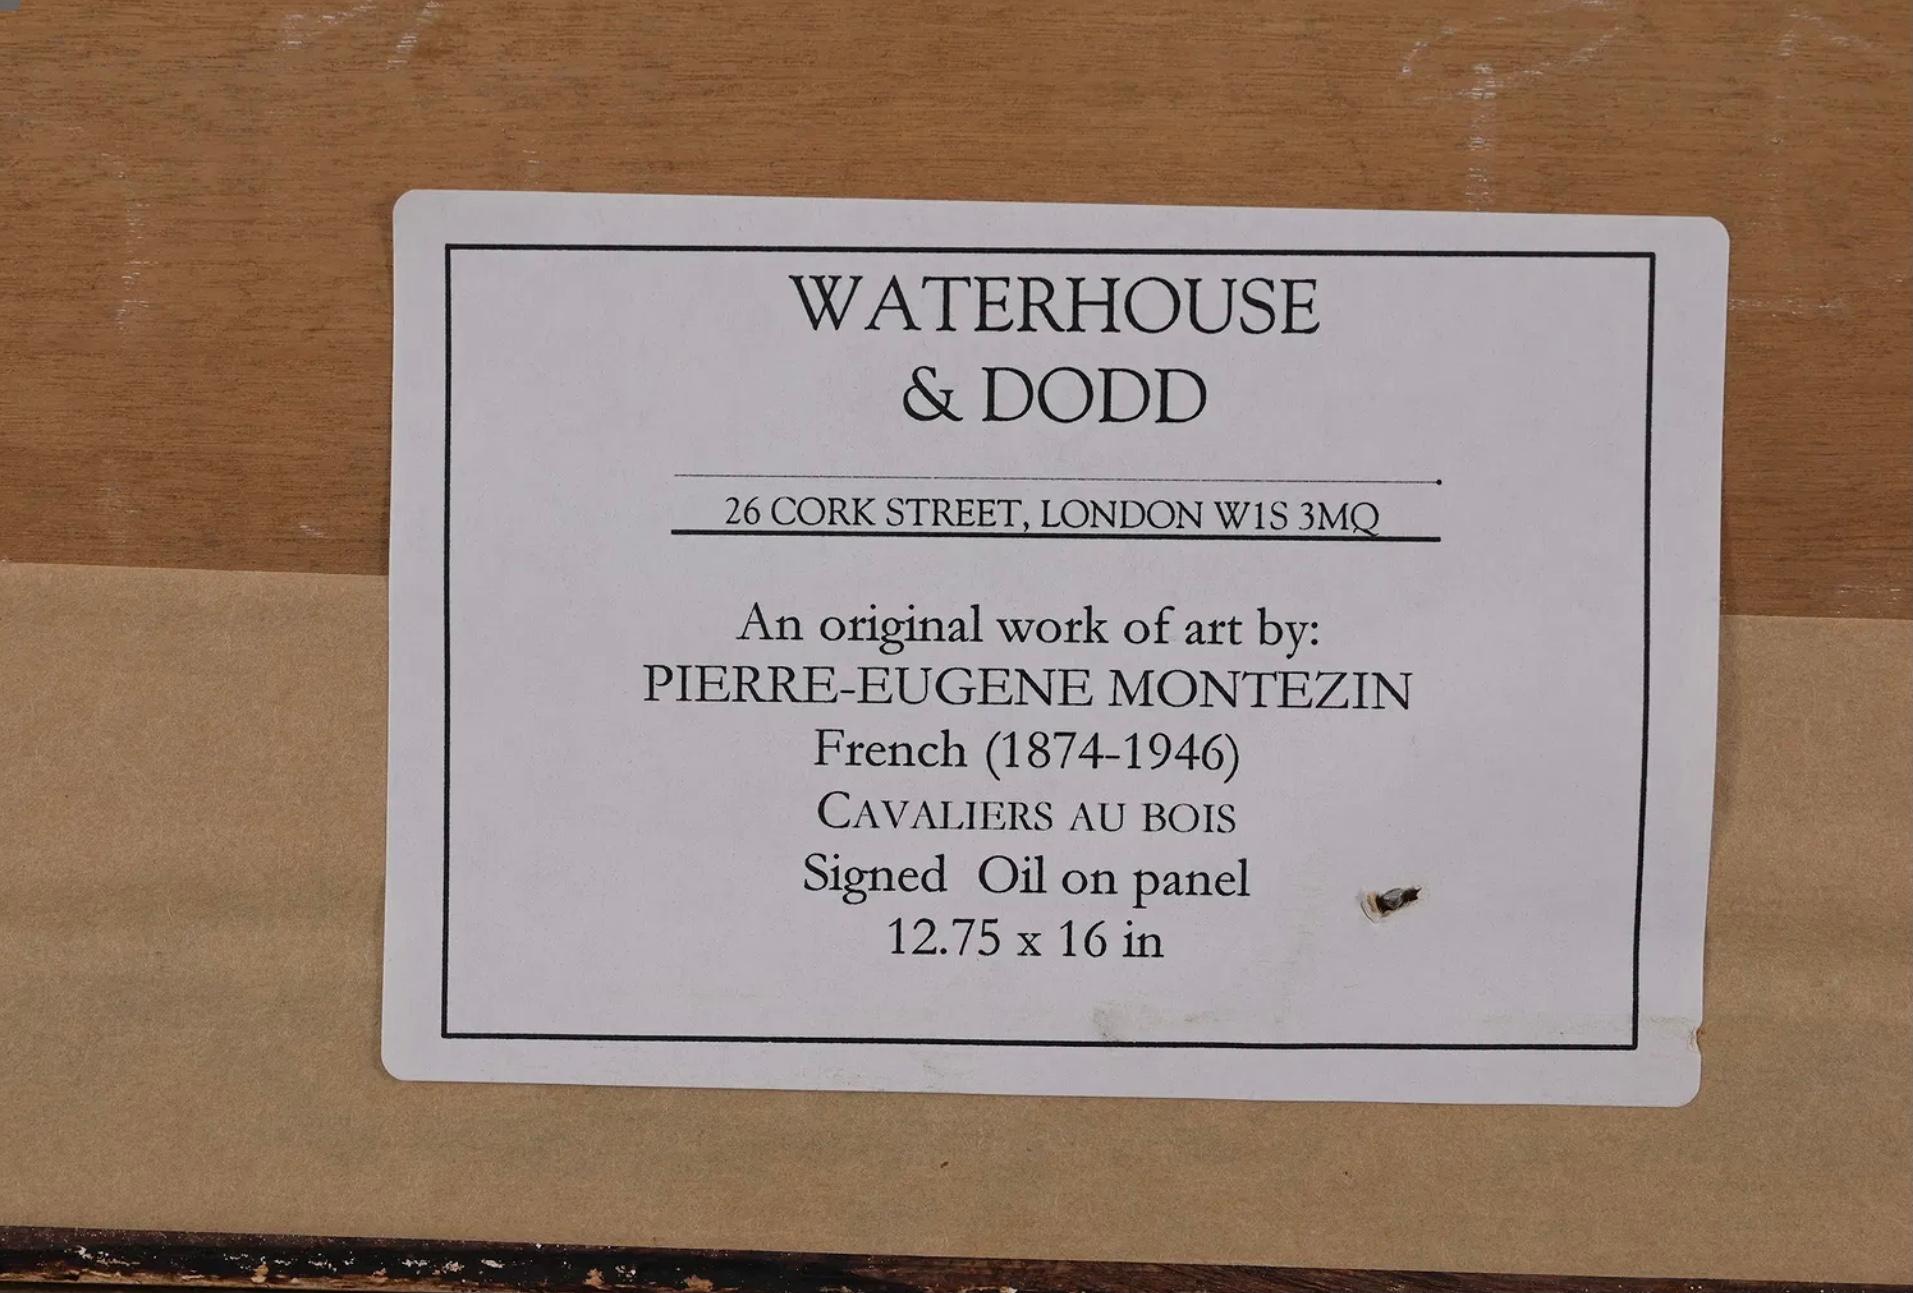 WATERHOUSE
& DODD
26 CORK STREET, LONDON W1S 3MQ
An original work of art by:
PIERRE-EUGENE MONTEZIN
French (1874-1946)
CAVALIERS AU BOIS
Signed Oil on panel
12.75 x 16 in